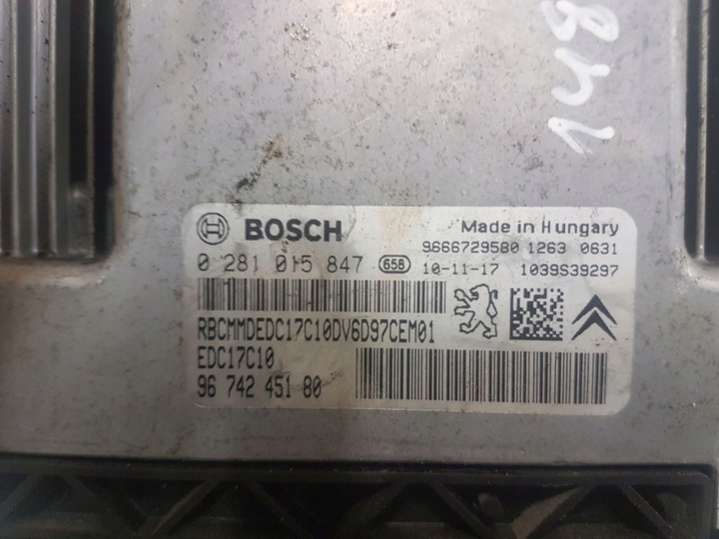 148
BOSCH
Made in Hungary
9666729580 1263 0631
0 281 015 847 658 10-11-17 1039S39297
RBCMMDEDC17C10DV6D97CEM01
EDC17C10
96 742 451 80